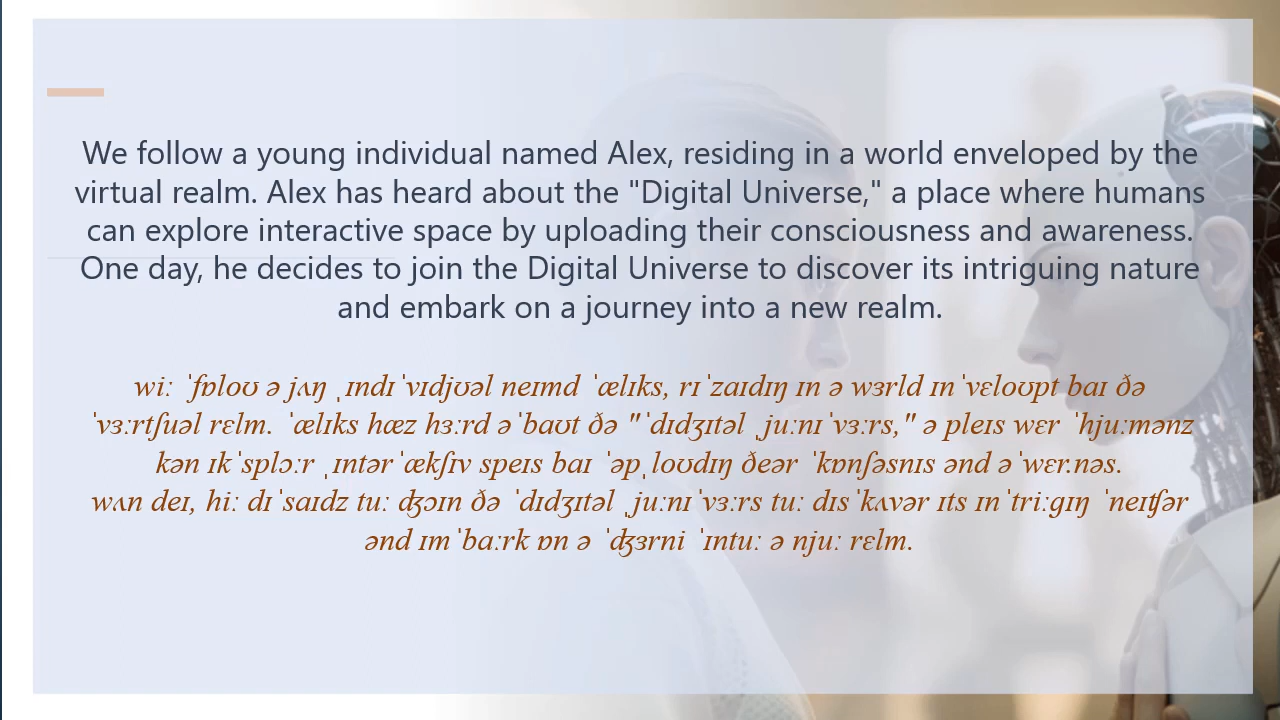 We follow a young individual named Alex, residing in a world enveloped by the
virtual realm. Alex has heard about the "Digital Universe," a place where humans
can explore interactive space by uploading their consciousness and awareness.
One day, he decides to join the Digital Universe to discover its intriguing nature
and embark on a journey into a new realm.
wiː ˈfɒloʊ ə jʌŋ ˌɪndɪˈvɪdjʊəl neɪmd ˈælɪks, rɪˈzaɪdɪŋ ɪn ə wɜrld ɪnˈvɛloʊpt baɪ ðə
ˈvɜːrtʃuəl rɛlm. ˈælɪks hæz hɜːrd əˈbaʊt ðə "ˈdɪdʒɪtəl ˌjuːnɪˈvɜːrs," ə pleɪs wɛr ˈhjuːmənz
kən ɪkˈsplɔːr ˌɪntərˈækʃɪv speɪs baɪ ˈəpˌloʊdɪŋ ðeər ˈkɒnʃəsnɪs ənd əˈwɛr.nəs.
wʌn deɪ, hiː dɪˈsaɪdz tuː ʤɔɪn ðə ˈdɪdʒɪtəl ˌjuːnɪˈvɜːrs tuː dɪsˈkʌvər ɪts ɪnˈtriːgɪŋ ˈneɪʧər
ənd ɪmˈbaːrk ɒn ə ˈʤɜrni ˈɪntuː ə njuː rɛlm.